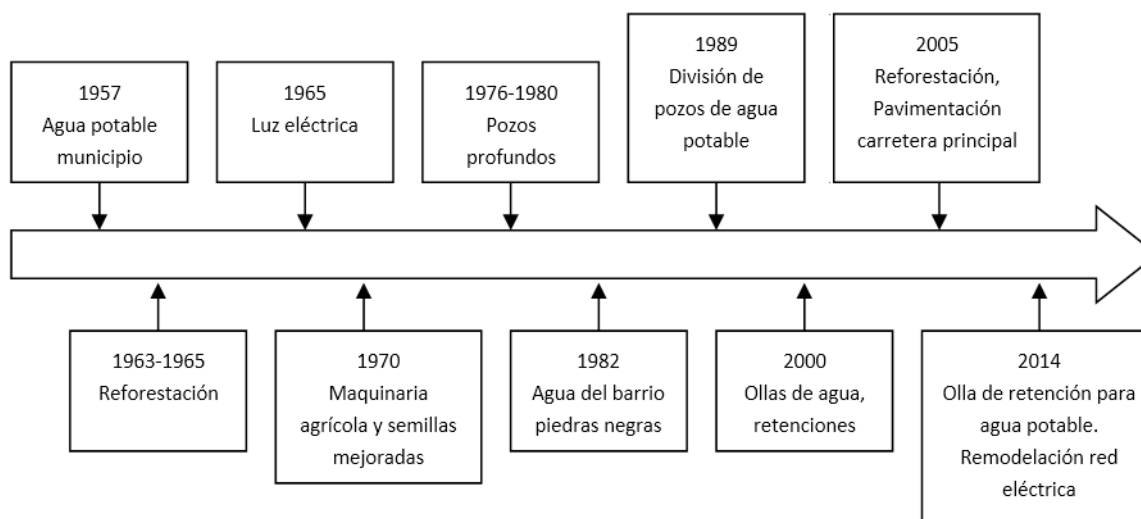 1957
Agua potable
municipio
1965
Luz eléctrica
1976-1980
Pozos
profundos
1989
División de
pozos de agua
potable
2005
Reforestación,
Pavimentación
carretera principal
1963-1965
Reforestación
1970
Maquinaria
agrícola y semillas
mejoradas
1982
Agua del barrio
piedras negras
2000
Ollas de agua,
retenciones
2014
Olla de retención para
agua potable.
Remodelación red
eléctrica